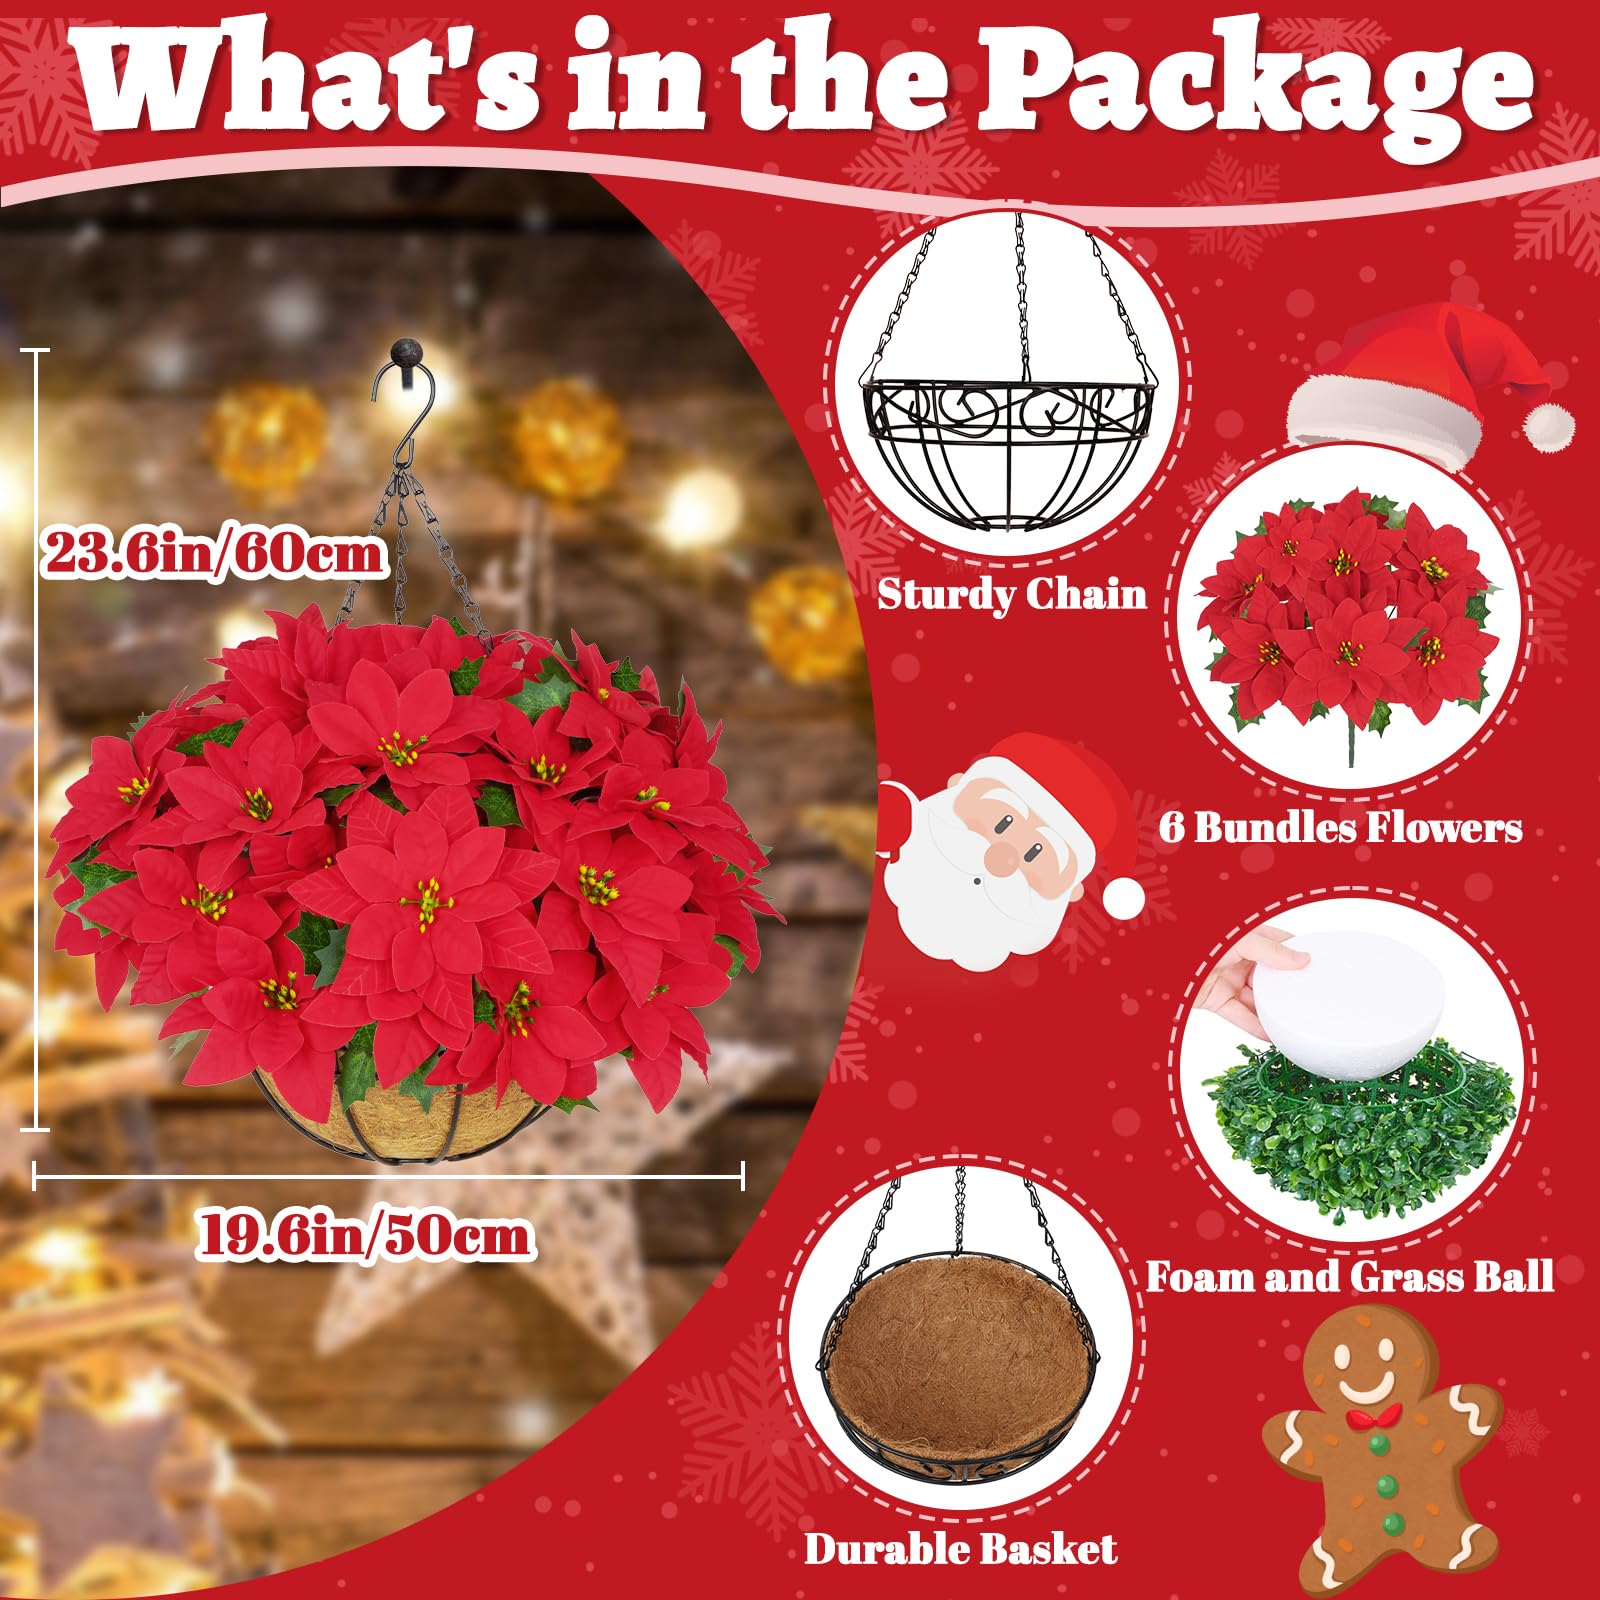 What's in the Package
23.6in/60cm
19.6in/50cm
Sturdy Chain
6 Bundles Flowers
Foam and Grass Ball
Durable Basket